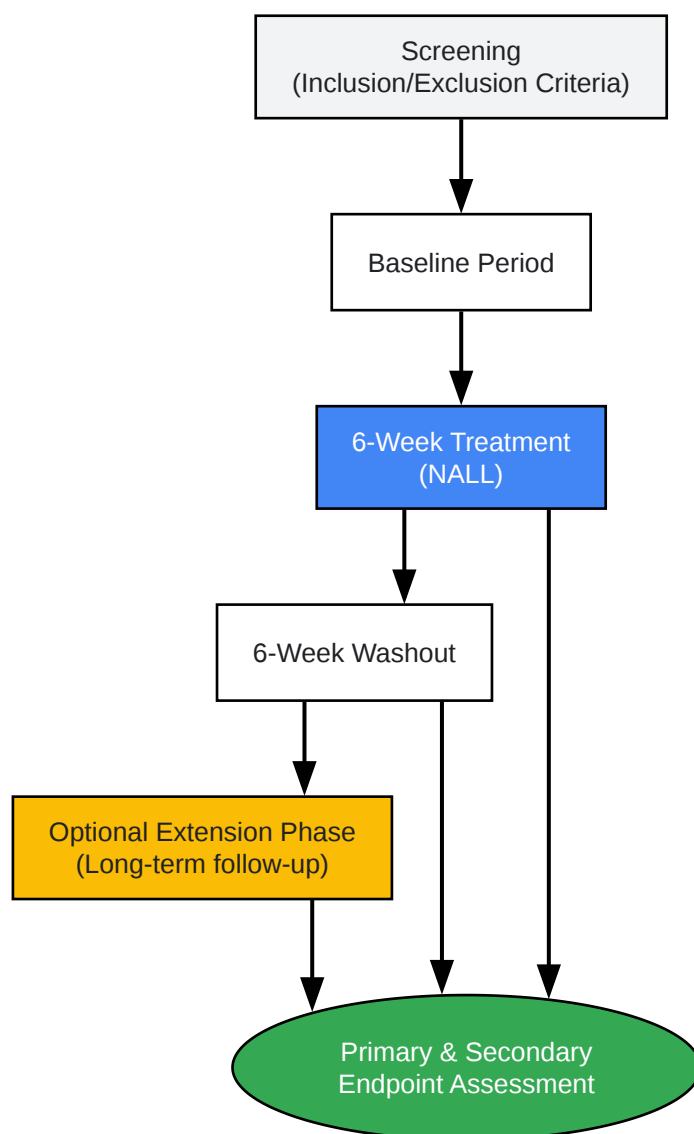 Screening
(Inclusion/Exclusion Criteria)
Baseline Period
6-Week Treatment
(NALL)
6-Week Washout
Optional Extension Phase
(Long-term follow-up)
Primary & Secondary
Endpoint Assessment